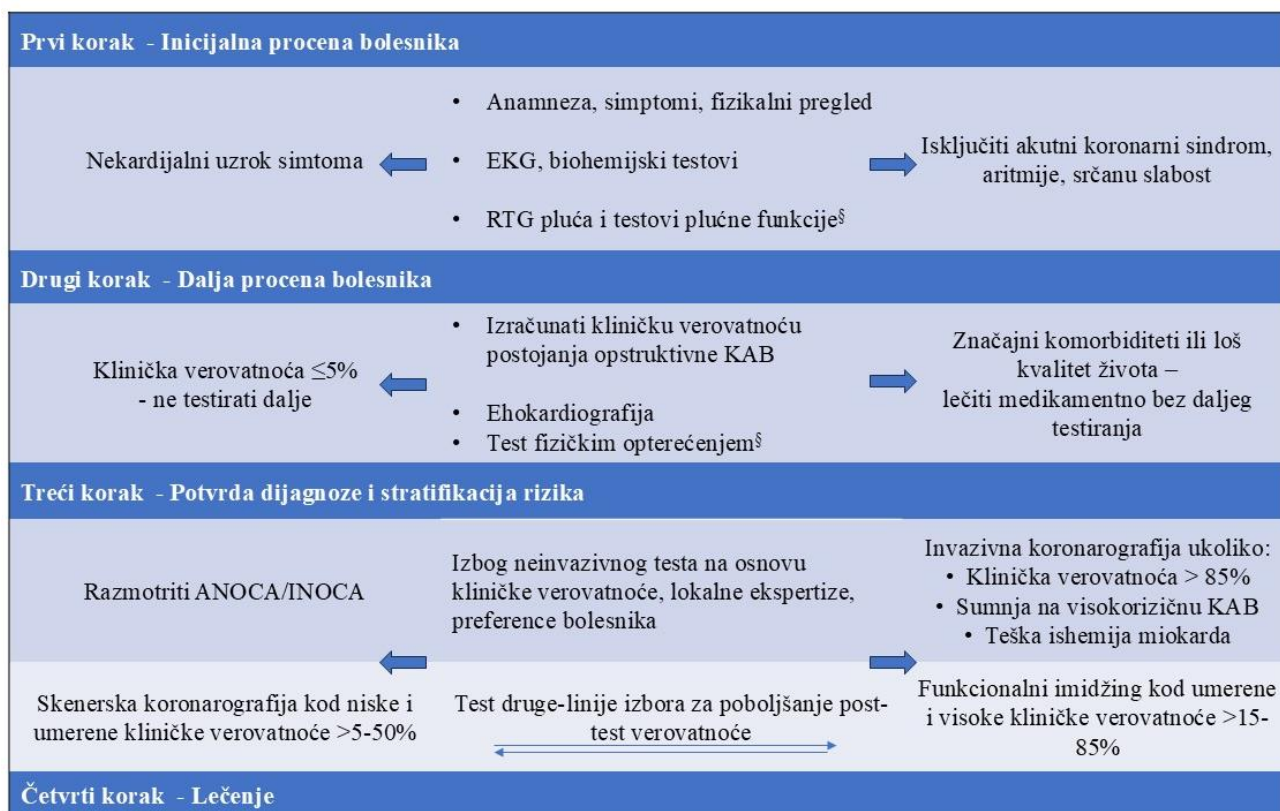 Prvi korak - Inicijalna procena bolesnika
Nekardijalni uzrok simtoma
• Anamneza, simptomi, fizikalni pregled
• EKG, biohemijski testovi
• RTG pluća i testovi plućne funkcije§
Isključiti akutni koronarni sindrom,
aritmije, srčanu slabost
Drugi korak - Dalja procena bolesnika
Klinička verovatnoća ≤5%
- ne testirati dalje
• Izračunati kliničku verovatnoću
postojanja opstruktivne KAB
• Ehokardiografija
• Test fizičkim opterećenjem§
Značajni komorbiditeti ili loš
kvalitet života –
lečiti medikamentno bez daljeg
testiranja
Treći korak - Potvrda dijagnoze i stratifikacija rizika
Razmotriti ANOCA/INOCA
Izbog neinvazivnog testa na osnovu
kliničke verovatnoće, lokalne ekspertize,
preference bolesnika
Invazivna koronarografija ukoliko:
• Klinička verovatnoća > 85%
• Sumnja na visokorizičnu KAB
• Teška ishemija miokarda
Skenerska koronarografija kod niske i
umerene kliničke verovatnoće >5-50%
Test druge-linije izbora za poboljšanje post-
test verovatnoće
Funkcionalni imidžing kod umerene
i visoke kliničke verovatnoće >15-
85%
Četvrti korak - Lečenje